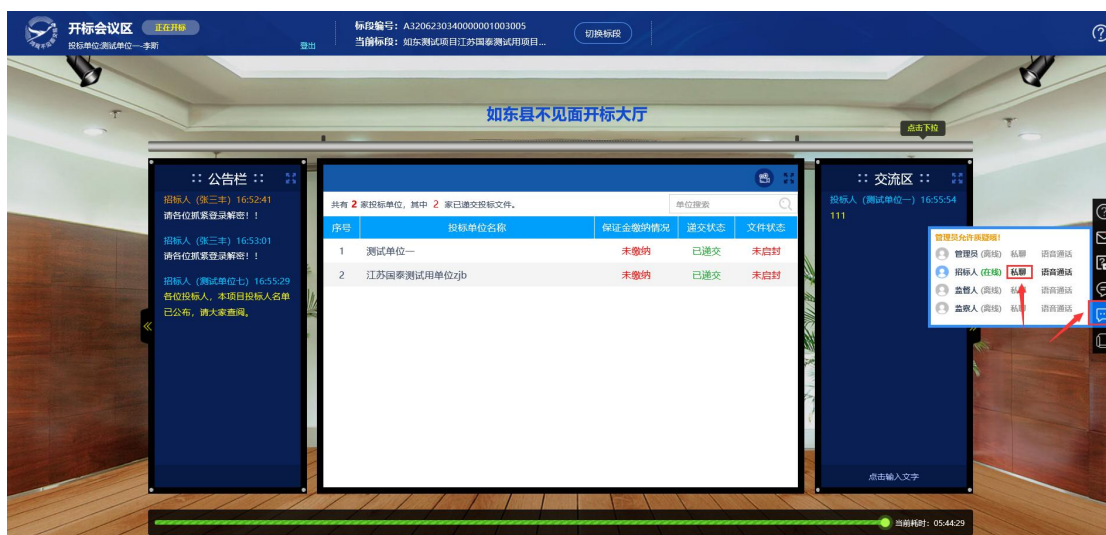 开标会议区 正在开标
投标单位:测试单位一-李斯
登出
标段编号：A3206230340000001003005
当前标段：如东测试项目江苏国泰测试用项目...
切换标段
如东县不见面开标大厅
点击下拉
:: 公告栏 ::
招标人（张三丰）16:52:41
请各位抓紧登录解密！！
招标人（张三丰）16:53:01
请各位抓紧登录解密！！
招标人（测试单位七）16:55:29
各位投标人，本项目投标人名单
已公布，请大家查阅。
共有 2 家投标单位，其中 2 家已递交投标文件。
单位搜索
序号 投标单位名称 保证金缴纳情况 递交状态 文件状态
1 测试单位一 未缴纳 已递交 未启封
2 江苏国泰测试用单位zjb 未缴纳 已递交 未启封
:: 交流区 ::
投标人（测试单位一）16:55:54
111
管理员 (离线) 私聊 语音通话
招标人 (在线) 私聊 语音通话
监督人 (离线) 私聊 语音通话
监察人 (离线) 私聊 语音通话
点击输入文字
当前耗时：05:44:29